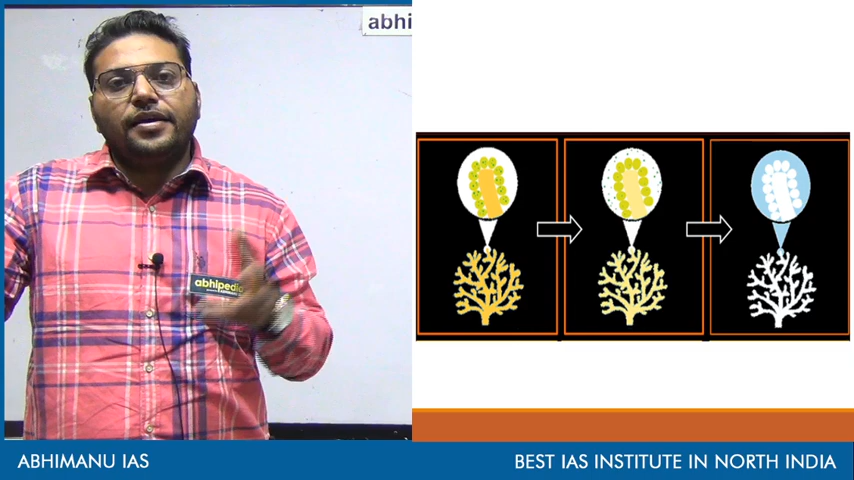 abhi
abhipedia
ABHIMANU IAS
BEST IAS INSTITUTE IN NORTH INDIA